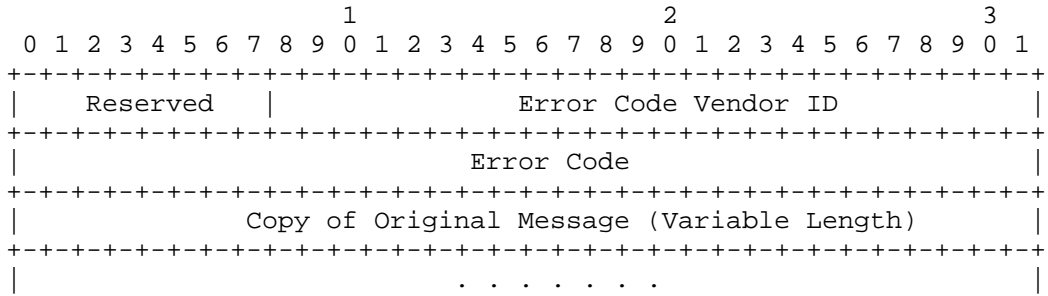 1                   2                   3
 0 1 2 3 4 5 6 7 8 9 0 1 2 3 4 5 6 7 8 9 0 1 2 3 4 5 6 7 8 9 0 1
+-+-+-+-+-+-+-+-+-+-+-+-+-+-+-+-+-+-+-+-+-+-+-+-+-+-+-+-+-+-+-+
|    Reserved   |               Error Code Vendor ID            |
+-+-+-+-+-+-+-+-+-+-+-+-+-+-+-+-+-+-+-+-+-+-+-+-+-+-+-+-+-+-+-+
|                            Error Code                         |
+-+-+-+-+-+-+-+-+-+-+-+-+-+-+-+-+-+-+-+-+-+-+-+-+-+-+-+-+-+-+-+
|              Copy of Original Message (Variable Length)       |
+-+-+-+-+-+-+-+-+-+-+-+-+-+-+-+-+-+-+-+-+-+-+-+-+-+-+-+-+-+-+-+
|                           . . . . . . .                       |